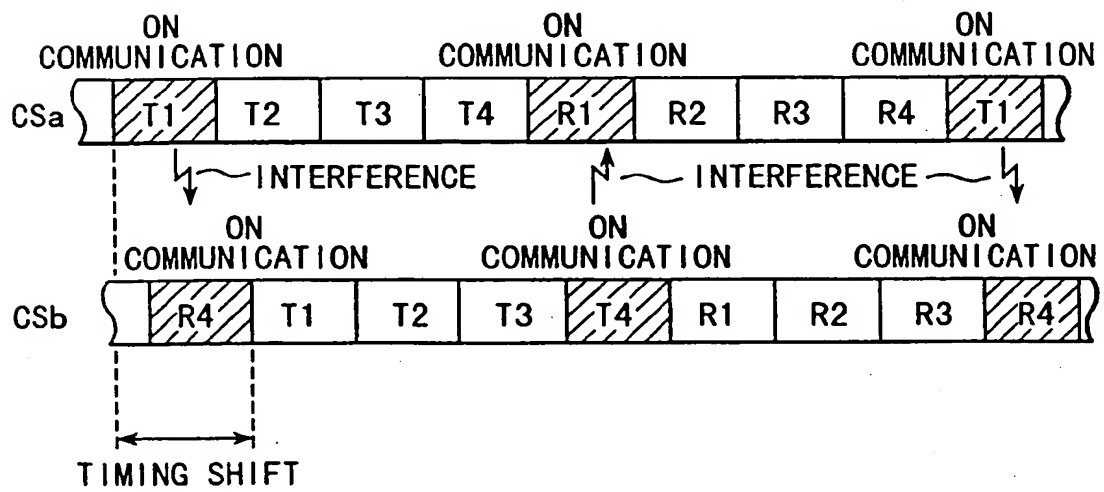 ON COMMUNICATION ON COMMUNICATION ON COMMUNICATION
CSa T1 T2 T3 T4 R1 R2 R3 R4 T1
INTERFERENCE INTERFERENCE
ON COMMUNICATION ON COMMUNICATION ON COMMUNICATION
CSb R4 T1 T2 T3 T4 R1 R2 R3 R4
TIMING SHIFT